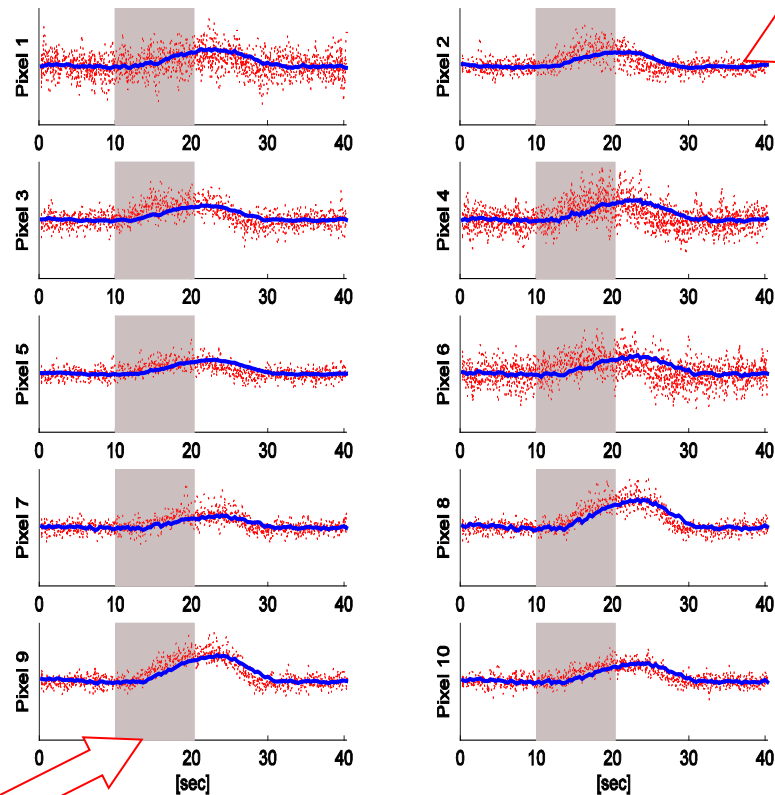 Pixel 1
0 10 20 30 40
Pixel 2
0 10 20 30 40
Pixel 3
0 10 20 30 40
Pixel 4
0 10 20 30 40
Pixel 5
0 10 20 30 40
Pixel 6
0 10 20 30 40
Pixel 7
0 10 20 30 40
Pixel 8
0 10 20 30 40
Pixel 9
0 10 20 30 40
[sec]
Pixel 10
0 10 20 30 40
[sec]